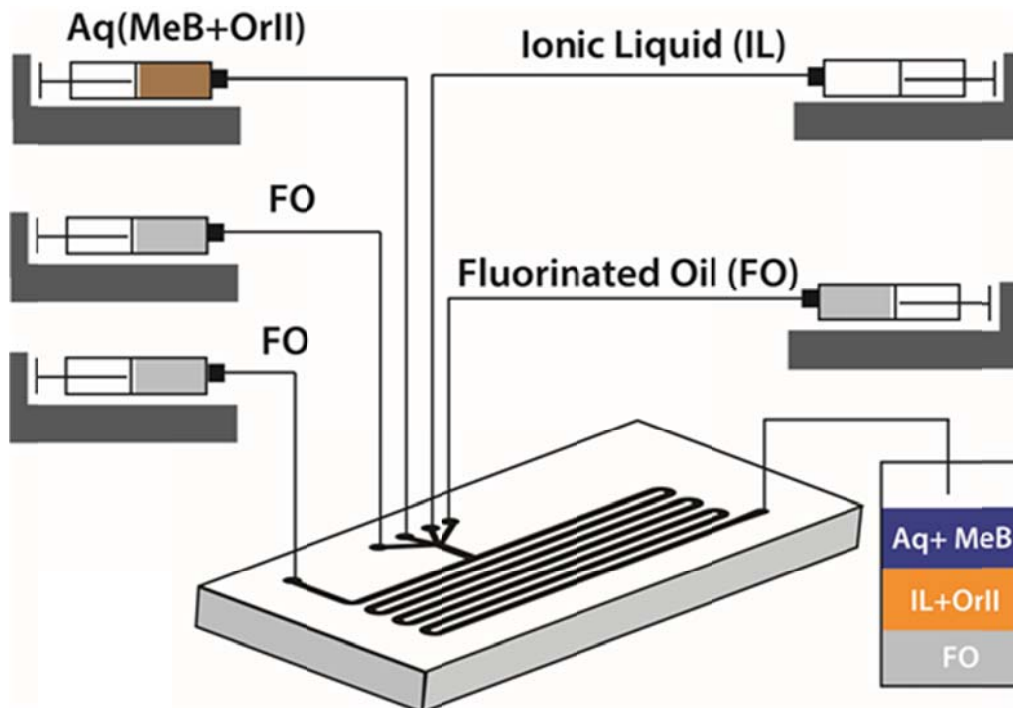 Aq(MeB+OrII)
Ionic Liquid (IL)
FO
Fluorinated Oil (FO)
FO
Aq+ MeB
IL+OrII
FO